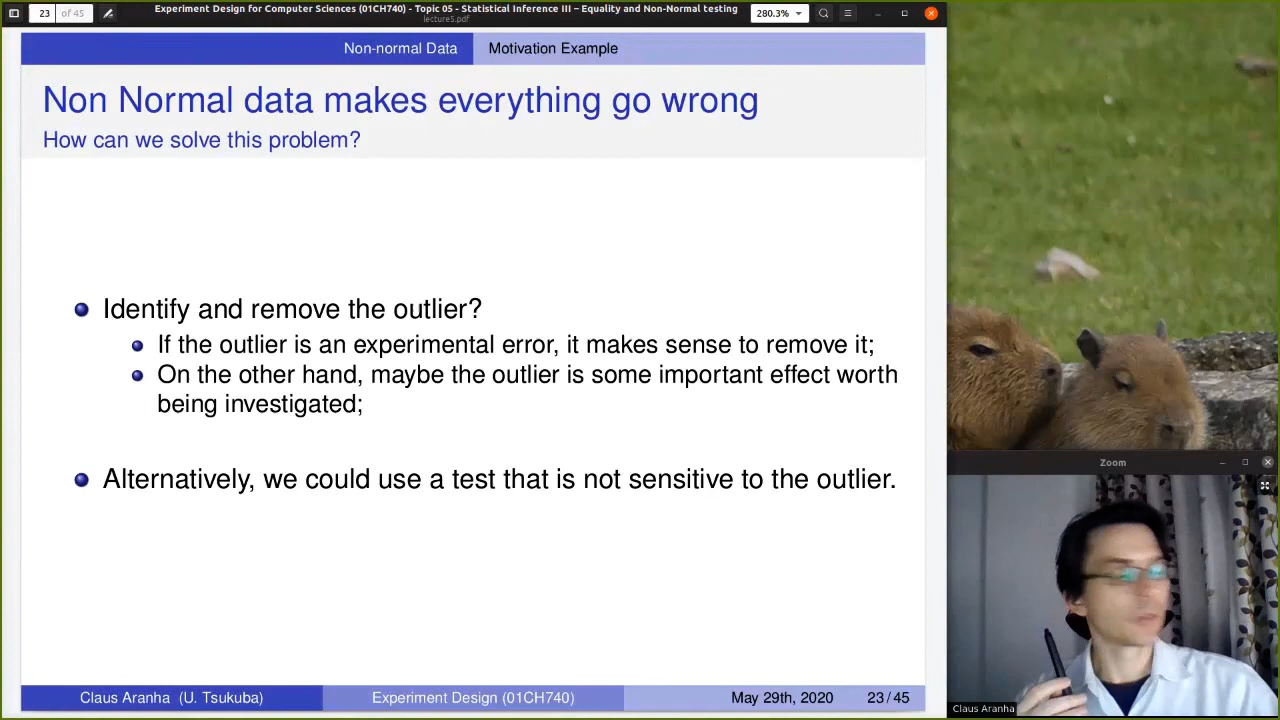 23 of 45
Experiment Design for Computer Sciences (01CH740) - Topic 05 - Statistical Inference III – Equality and Non-Normal testing
lecture5.pdf
280.3%
Non-normal Data
Motivation Example
Non Normal data makes everything go wrong
How can we solve this problem?
Identify and remove the outlier?
If the outlier is an experimental error, it makes sense to remove it;
On the other hand, maybe the outlier is some important effect worth
being investigated;
Alternatively, we could use a test that is not sensitive to the outlier.
Claus Aranha (U. Tsukuba)
Experiment Design (01CH740)
May 29th, 2020
23 / 45
Zoom
Claus Aranha